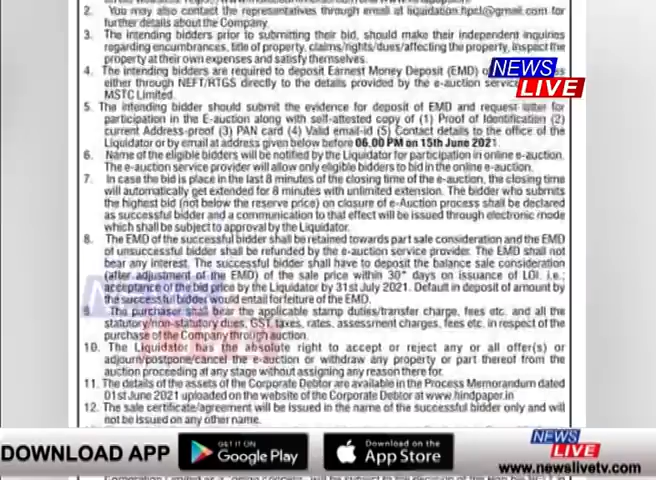 2. You may also contact the representatives through email at liquidation.hpcl@gmail.com for
further details about the Company.
3. The intending bidders prior to submitting their bid, should make their independent inquiries
regarding encumbrances, title of property, claims/rights/dues/affecting the property, inspect the
property at their own expenses and satisfy themselves.
4. The intending bidders are required to deposit Earnest Money Deposit (EMD) of
either through NEFT/RTGS directly to the details provided by the e-auction
MSTC Limited.
5. The intending bidder should submit the evidence for deposit of EMD and request letter for
participation in the E-auction along with self-attested copy of (1) Proof of Identification (2)
current Address-proof (3) PAN card (4) Valid email-id (5) Contact details to the office of the
Liquidator or by email at address given below before 06.00 PM on 15th June 2021.
6. Name of the eligible bidders will be notified by the Liquidator for participation in online e-auction.
The e-auction service provider will allow only eligible bidders to bid in the online e-auction.
7. In case the bid is place in the last 8 minutes of the closing time of the e-auction, the closing time
will automatically get extended for 8 minutes with unlimited extension. The bidder who submits
the highest bid (not below the reserve price) on closure of e-Auction process shall be declared
as successful bidder and a communication to that effect will be issued through electronic mode
which shall be subject to approval by the Liquidator.
8. The EMD of the successful bidder shall be retained towards part sale consideration and the EMD
of unsuccessful bidder shall be refunded by the e-auction service provider. The EMD shall not
bear any interest. The successful bidder shall have to deposit the balance sale consideration
(after adjustment of the EMD) of the sale price within 30" days on issuance of LOI. i.e.;
acceptance of the bid price by the Liquidator by 31st July 2021. Default in deposit of amount by
the successful bidder would entail forfeiture of the EMD.
9. The purchaser shall bear the applicable stamp duties/transfer charge, fees etc. and all the
statutory/non-statutory dues, GST, taxes, rates, assessment charges, fees etc. in respect of the
purchase of the Company through auction.
10. The Liquidator has the absolute right to accept or reject any or all offer(s) or
adjourn/postpone/cancel the e-auction or withdraw any property or part thereof from the
auction proceeding at any stage without assigning any reason there for.
11. The details of the assets of the Corporate Debtor are available in the Process Memorandum dated
01st June 2021 uploaded on the website of the Corporate Debtor at www.hindpaper.in
12. The sale certificate/agreement will be issued in the name of the successful bidder only and will
not be issued on any other name.
NEWS
LIVE
DOWNLOAD APP
GET IT ON
Google Play
Download on the
App Store
NEWS
LIVE
www.newslivetv.com